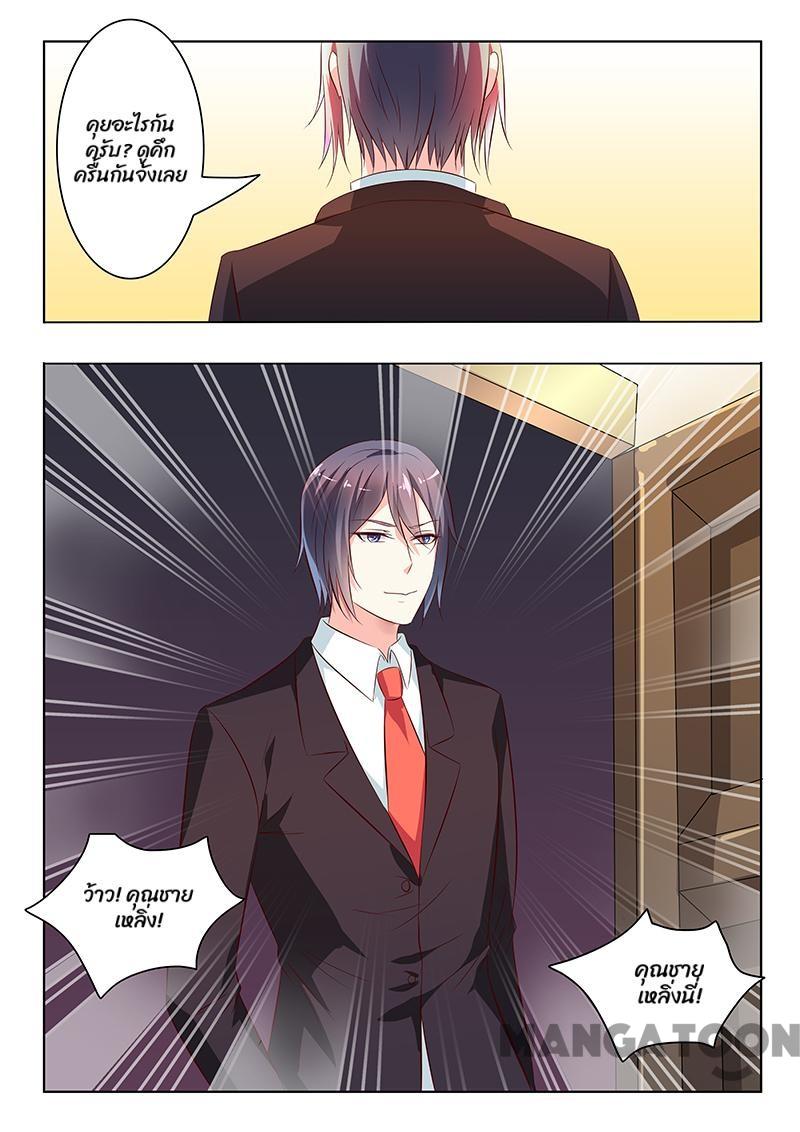 คุยอะไรกัน
ครับ? ดูคึก
ครื้นกันจังเลย
ว้าว! คุณชาย
เหลิ่ง!
คุณชาย
เหลิ่งนี่!
MANGATOON